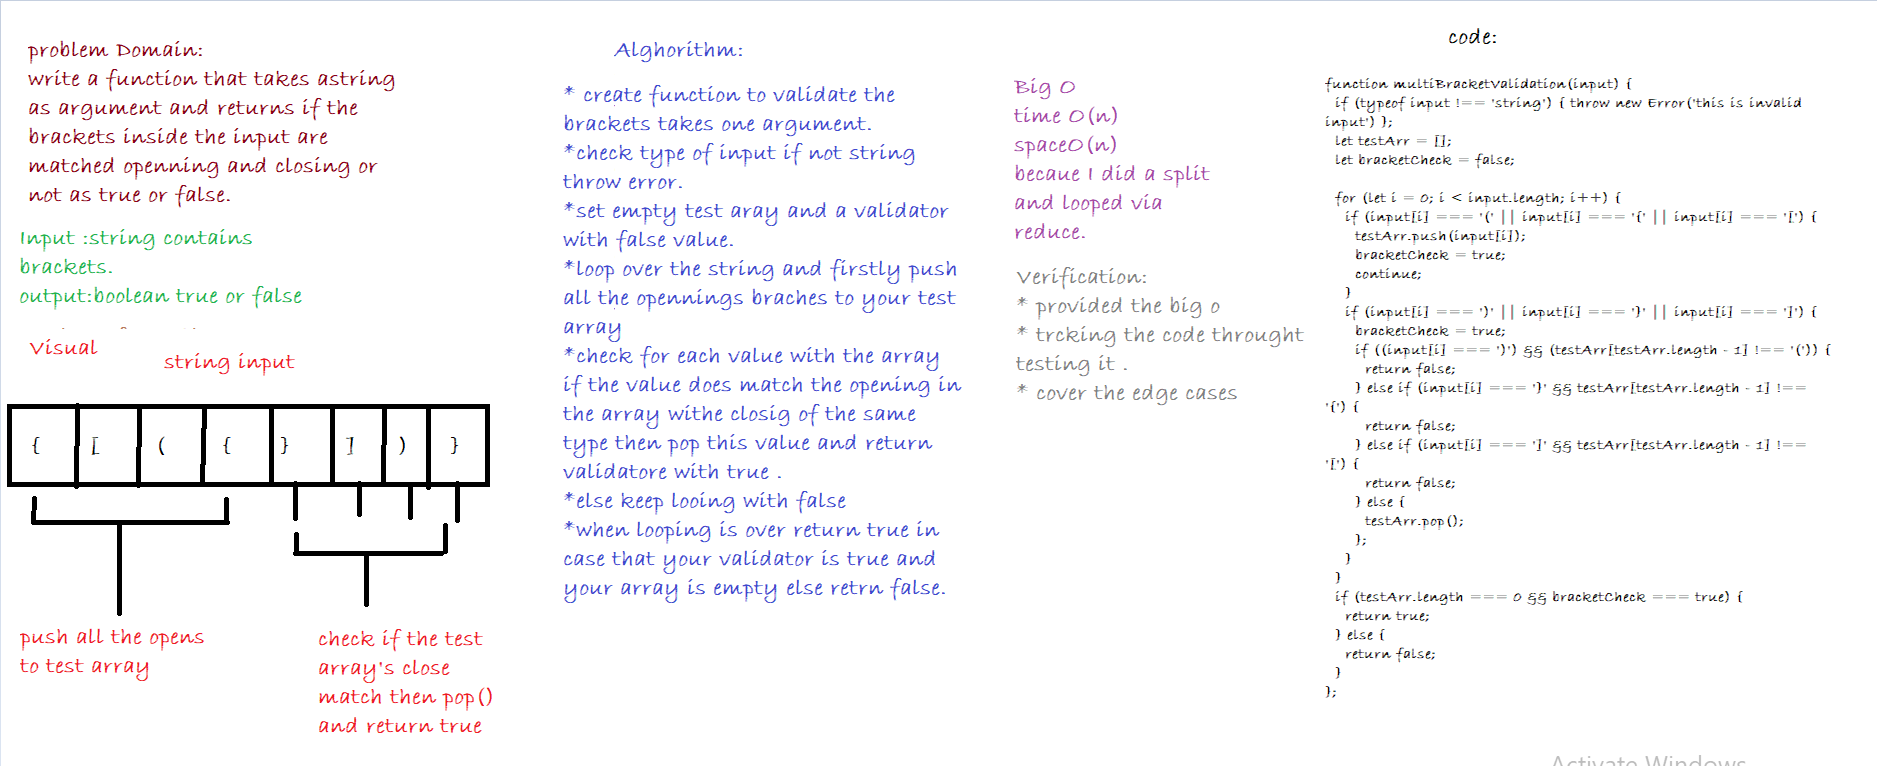 problem Domain:
write a function that takes astring
as argument and returns if the
brackets inside the input are
matched openning and closing or
not as true or false.
Input :string contains
brackets.
output:boolean true or false
Visual
string input
{ [ ( { } ] ) }
push all the opens
to test array
check if the test
array's close
match then pop()
and return true
Alghorithm:
* create function to validate the
brackets takes one argument.
*check type of input if not string
throw error.
*set empty test aray and a validator
with false value.
*loop over the string and firstly push
all the opennings braches to your test
array
*check for each value with the array
if the value does match the opening in
the array withe closig of the same
type then pop this value and return
validatore with true .
*else keep looing with false
*when looping is over return true in
case that your validator is true and
your array is empty else retrn false.
Big O
time O(n)
spaceO(n)
becaue I did a split
and looped via
reduce.
Verification:
* provided the big o
* trcking the code throught
testing it .
* cover the edge cases
code:
function multiBracketValidation(input) {
if (typeof input !== 'string') { throw new Error('this is invalid
input') };
let testArr = [];
let bracketCheck = false;
for (let i = 0; i < input.length; i++) {
if (input[i] === '(' || input[i] === '{' || input[i] === '[') {
testArr.push(input[i]);
bracketCheck = true;
continue;
}
if (input[i] === ')' || input[i] === '}' || input[i] === ']') {
bracketCheck = true;
if ((input[i] === ')') && (testArr[testArr.length - 1] !== '(')) {
return false;
} else if (input[i] === '}' && testArr[testArr.length - 1] !==
'{') {
return false;
} else if (input[i] === ']' && testArr[testArr.length - 1] !==
'[') {
return false;
} else {
testArr.pop();
};
}
}
if (testArr.length === 0 && bracketCheck === true) {
return true;
} else {
return false;
}
};
Activate Windows